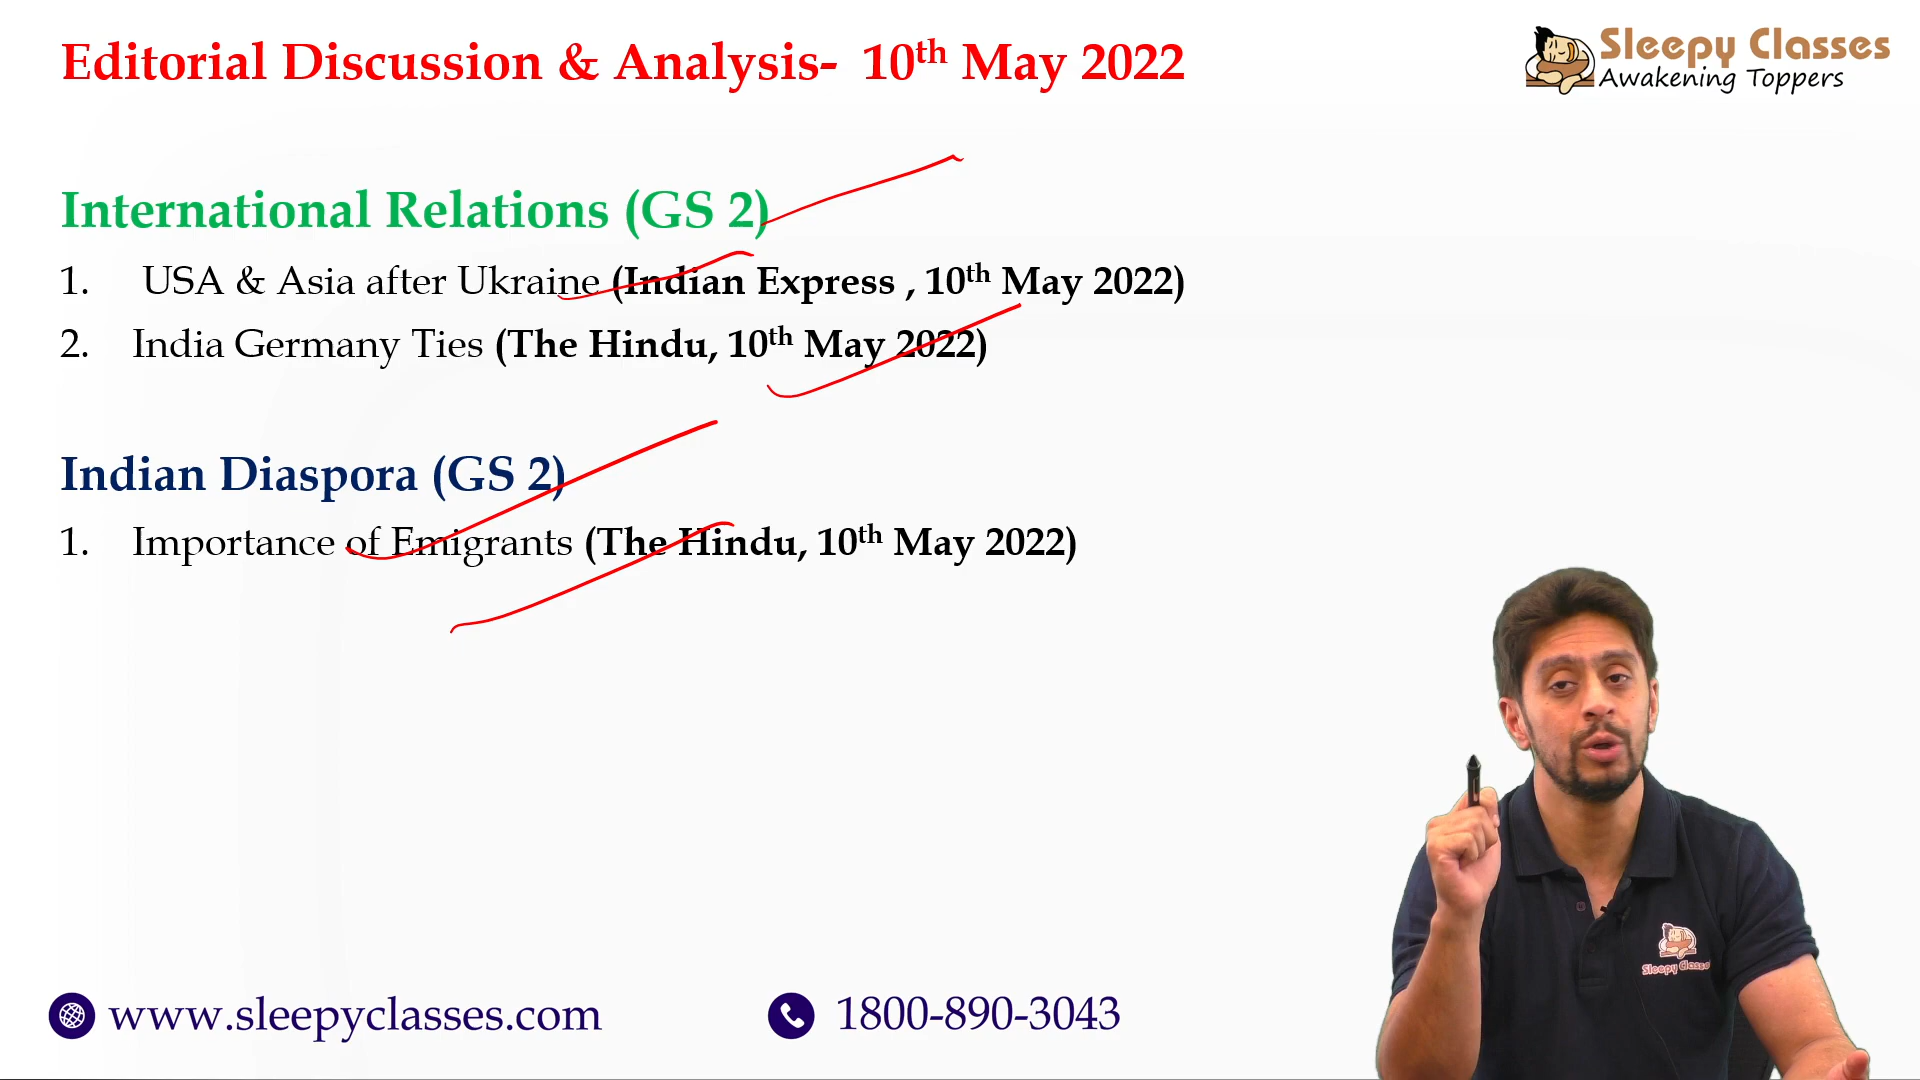 Editorial Discussion & Analysis- 10th May 2022
Sleepy Classes
Awakening Toppers
International Relations (GS 2)
1. USA & Asia after Ukraine (Indian Express , 10th May 2022)
2. India Germany Ties (The Hindu, 10th May 2022)
Indian Diaspora (GS 2)
1. Importance of Emigrants (The Hindu, 10th May 2022)
Sleepy Classes
www.sleepyclasses.com
1800-890-3043